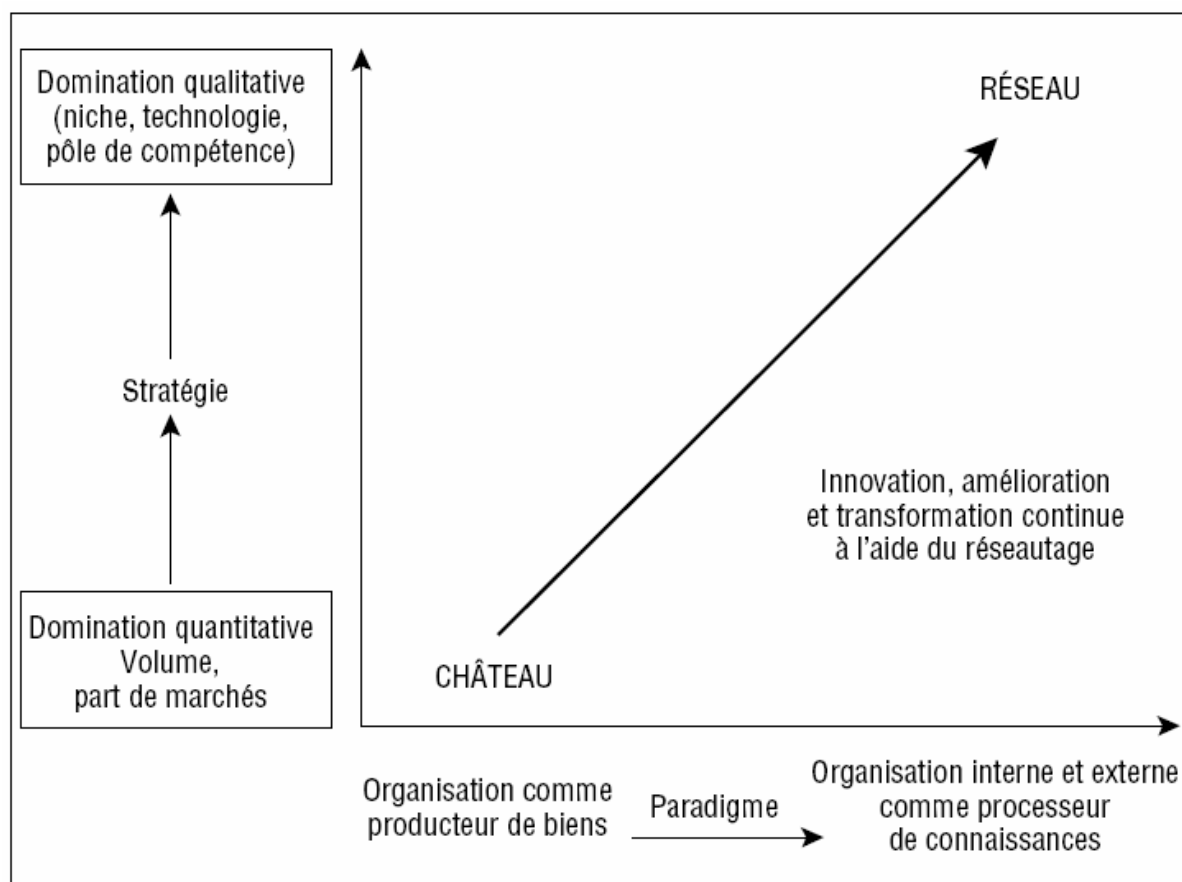 Domination qualitative
(niche, technologie,
pôle de compétence)
RÉSEAU
Stratégie
Innovation, amélioration
et transformation continue
à l'aide du réseautage
Domination quantitative
Volume,
part de marchés
CHÂTEAU
Organisation comme
producteur de biens
Paradigme
Organisation interne et externe
comme processeur
de connaissances